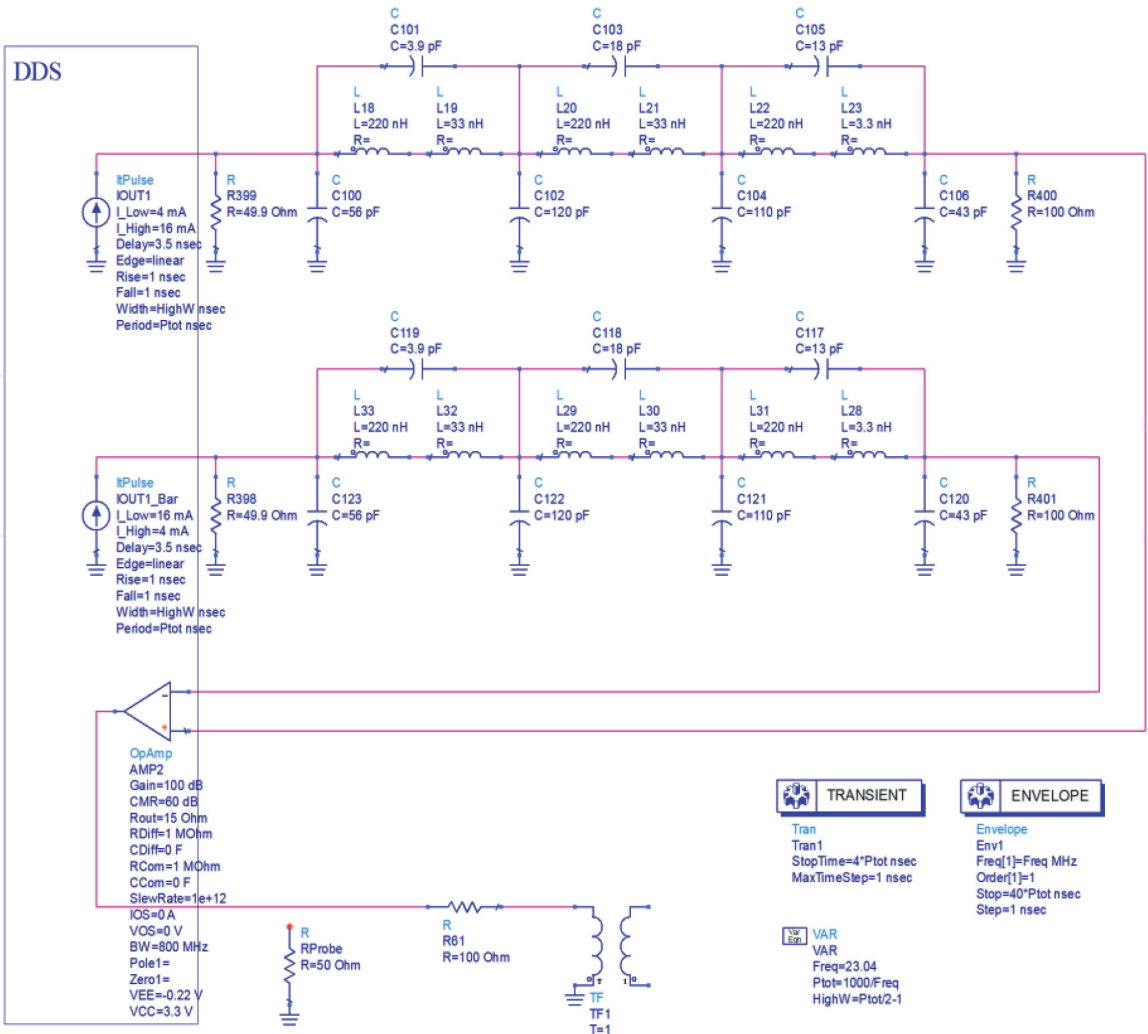 DDS
C
C101
C=3.9 pF
C
C103
C=18 pF
C
C105
C=13 pF
L
L18
L=220 nH
R=
L
L19
L=33 nH
R=
L
L20
L=220 nH
R=
L
L21
L=33 nH
R=
L
L22
L=220 nH
R=
L
L23
L=3.3 nH
R=
ItPulse
IOUT1
I_Low=4 mA
I_High=16 mA
Delay=3.5 nsec
Edge=linear
Rise=1 nsec
Fall=1 nsec
Width=HighW nsec
Period=Ptot nsec
R
R399
R=49.9 Ohm
C
C100
C=56 pF
C
C102
C=120 pF
C
C104
C=110 pF
C
C106
C=43 pF
R
R400
R=100 Ohm
C
C119
C=3.9 pF
C
C118
C=18 pF
C
C117
C=13 pF
L
L33
L=220 nH
R=
L
L32
L=33 nH
R=
L
L29
L=220 nH
R=
L
L30
L=33 nH
R=
L
L31
L=220 nH
R=
L
L28
L=3.3 nH
R=
ItPulse
IOUT1_Bar
I_Low=16 mA
I_High=4 mA
Delay=3.5 nsec
Edge=linear
Rise=1 nsec
Fall=1 nsec
Width=HighW nsec
Period=Ptot nsec
R
R398
R=49.9 Ohm
C
C123
C=56 pF
C
C122
C=120 pF
C
C121
C=110 pF
C
C120
C=43 pF
R
R401
R=100 Ohm
OpAmp
AMP2
Gain=100 dB
CMR=60 dB
Rout=15 Ohm
RDiff=1 MOhm
CDiff=0 F
RCom=1 MOhm
CCom=0 F
SlewRate=1e+12
IOS=0 A
VOS=0 V
BW=800 MHz
Pole1=
Zero1=
VEE=-0.22 V
VCC=3.3 V
R
RProbe
R=50 Ohm
R
R61
R=100 Ohm
T
1
TF
TF1
T=1
TRANSIENT
Tran
Tran1
StopTime=4*Ptot nsec
MaxTimeStep=1 nsec
ENVELOPE
Envelope
Env1
Freq[1]=Freq MHz
Order[1]=1
Stop=40*Ptot nsec
Step=1 nsec
Var
Eqn
VAR
VAR
Freq=23.04
Ptot=1000/Freq
HighW=Ptot/2-1